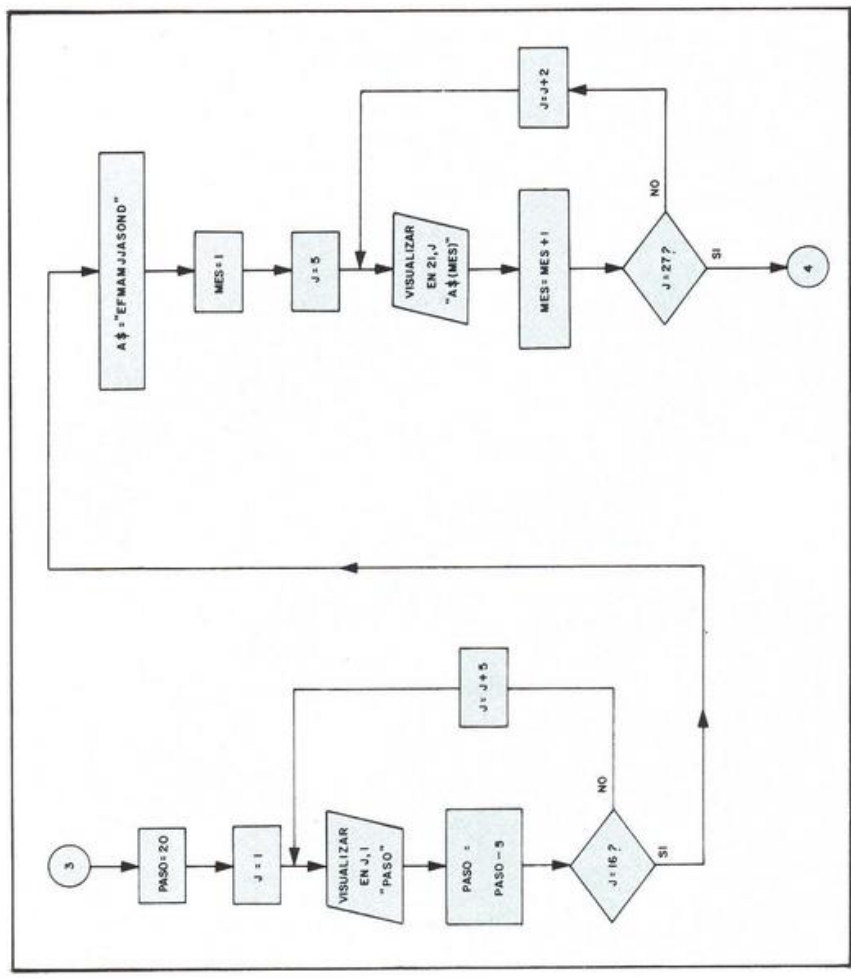 3
PASO=20
J = 1
VISUALIZAR
EN J, 1
"PASO"
PASO =
PASO - 5
J=16?
NO
J= J+5
SI
A$="EFMAMJJASOND"
MES=1
J=5
VISUALIZAR
EN 21, J
"A$(MES)"
MES= MES + 1
J=27?
NO
J=J+2
SI
4